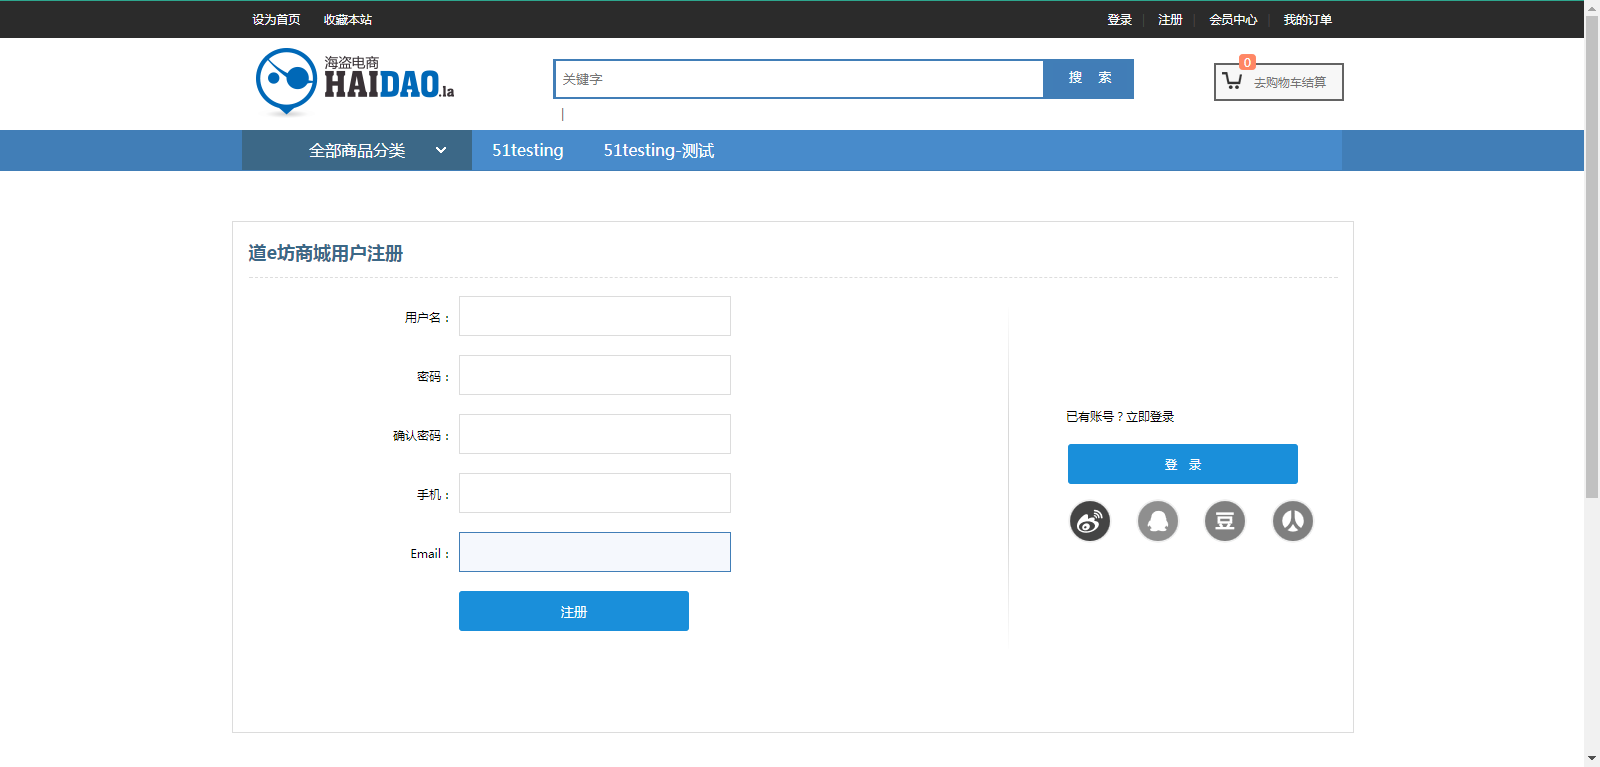 设为首页 收藏本站 登录 注册 会员中心 我的订单
海盗电商
HAIDAO.la
关键字 搜 索
0
去购物车结算
|
全部商品分类 51testing 51testing-测试
道e坊商城用户注册
用户名：
密码：
确认密码：
手机：
Email：
注册
已有账号？立即登录
登 录
豆
人